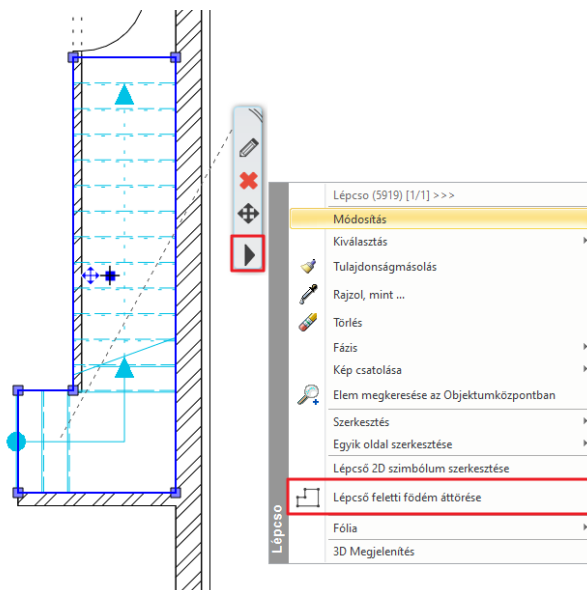 Lépcso (5919) [1/1] >>>
Módosítás
Kiválasztás
Tulajdonságmásolás
Rajzol, mint ...
Törlés
Fázis
Kép csatolása
Elem megkeresése az Objektumközpontban
Szerkesztés
Egyik oldal szerkesztése
Lépcső 2D szimbólum szerkesztése
Lépcső feletti födém áttörése
Fólia
3D Megjelenítés
Lépcso